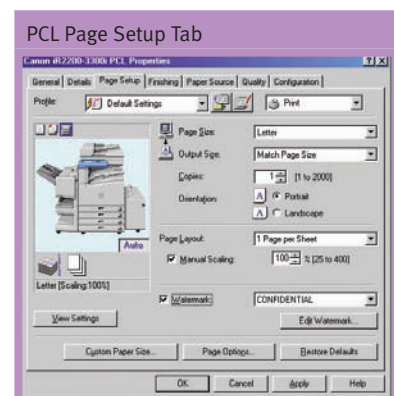 PCL Page Setup Tab
Canon iR2200-3300i PCL Properties
General Details Page Setup Finishing Paper Source Quality Configuration
Profile: Default Settings Print
Page Size: Letter
Output Size: Match Page Size
Copies: 1 [1 to 2000]
Orientation: A Portrait
A Landscape
Auto
Page Layout: 1 Page per Sheet
Manual Scaling: 100 % [25 to 400]
Letter [Scaling:100%]
Watermark: CONFIDENTIAL
View Settings Edit Watermark...
Custom Paper Size... Page Options... Restore Defaults
OK Cancel Apply Help